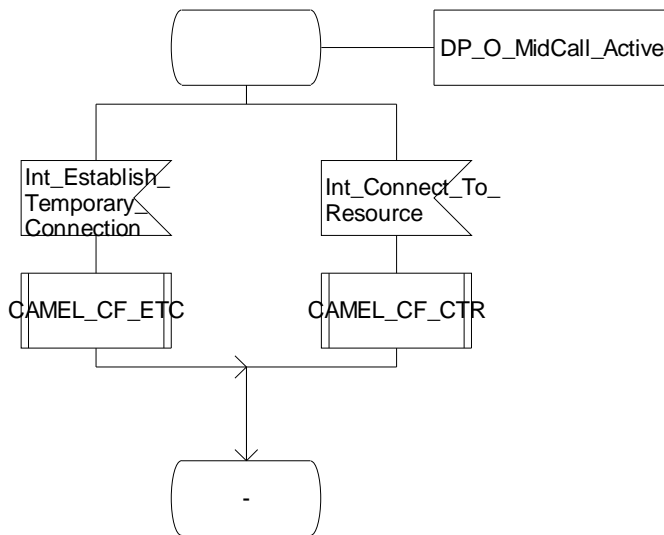 DP_O_MidCall_Active
Int_Establish_
Temporary_
Connection
Int_Connect_To_
Resource
CAMEL_CF_ETC
CAMEL_CF_CTR
-